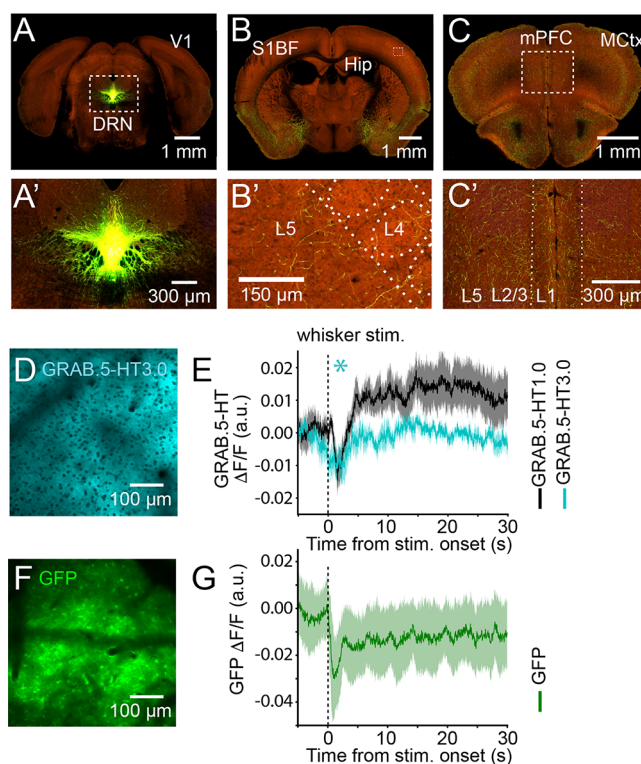 A
V1
DRN
1 mm
B
S1BF
Hip
1 mm
C
mPFC
MCtx
1 mm
A'
300 µm
B'
L5
L4
150 µm
C'
L5
L2/3
L1
300 µm
D
GRAB.5-HT3.0
100 µm
E
whisker stim.
*
GRAB.5-HT
ΔF/F (a.u.)
0.02
0.01
0.00
-0.01
-0.02
0
10
20
30
Time from stim. onset (s)
GRAB.5-HT1.0
GRAB.5-HT3.0
F
GFP
100 µm
G
GFP ΔF/F (a.u.)
0.02
0.00
-0.02
-0.04
0
10
20
30
Time from stim. onset (s)
GFP